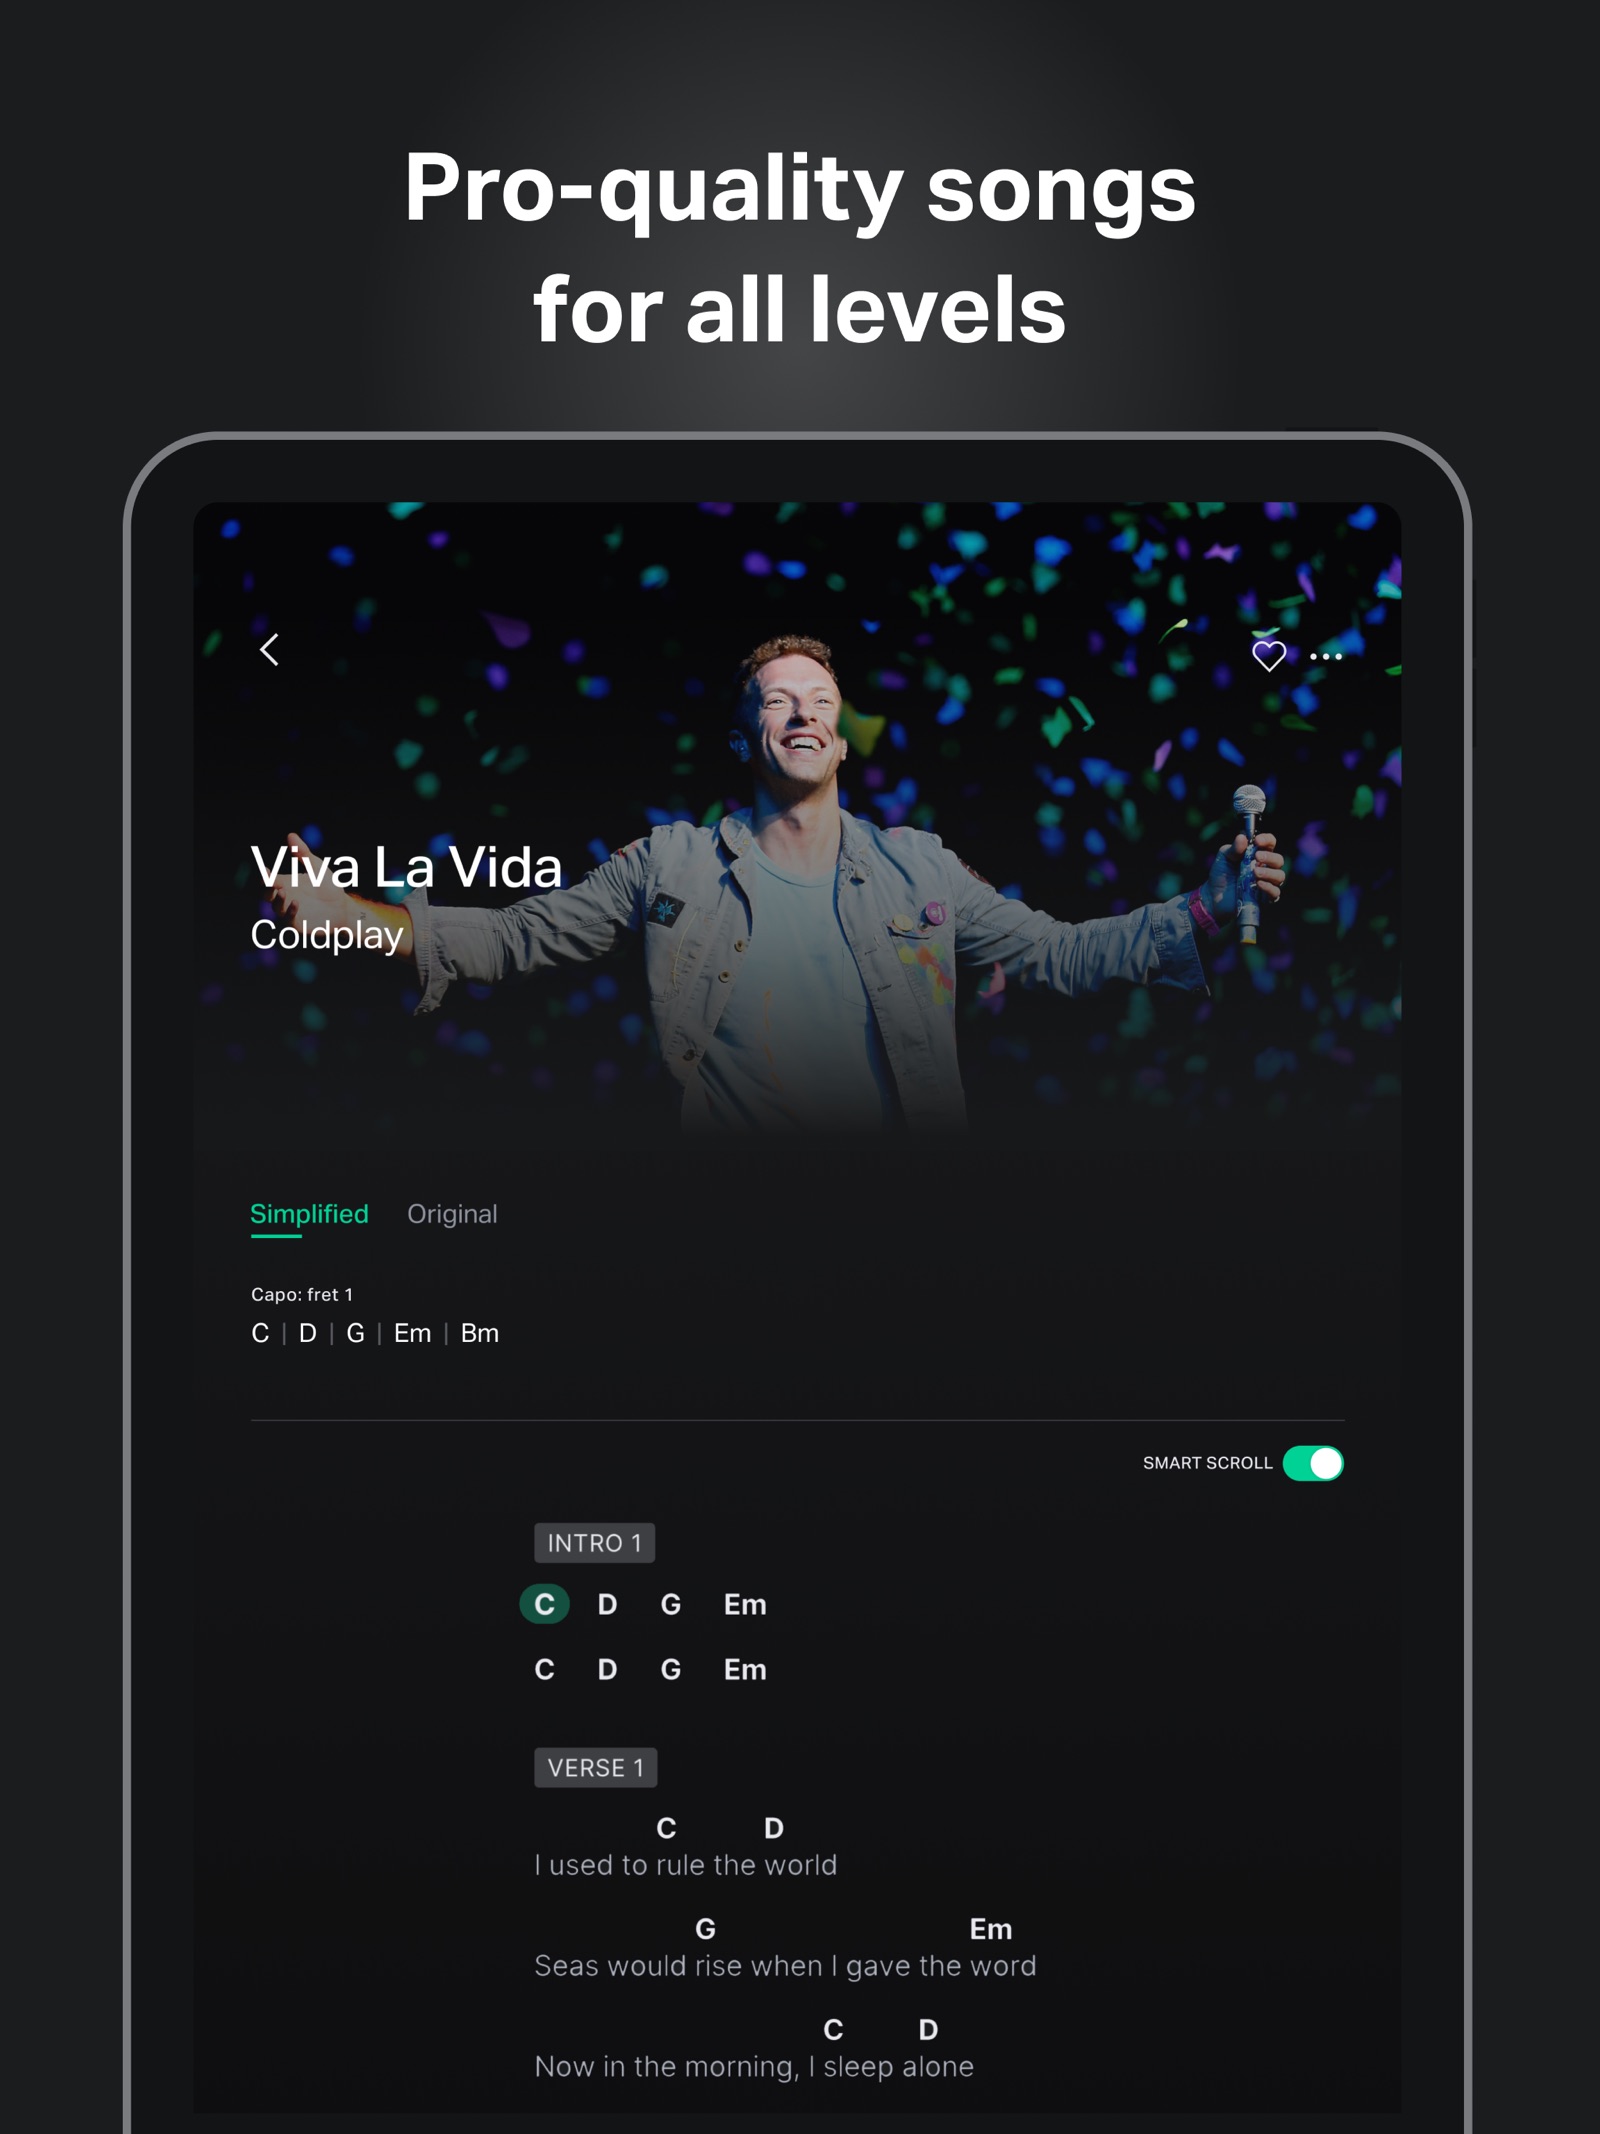 Pro-quality songs
for all levels
Viva La Vida
Coldplay
Simplified Original
Capo: fret 1
C | D | G | Em | Bm
SMART SCROLL
INTRO 1
C D G Em
C D G Em
VERSE 1
C D
I used to rule the world
G Em
Seas would rise when I gave the word
C D
Now in the morning, I sleep alone